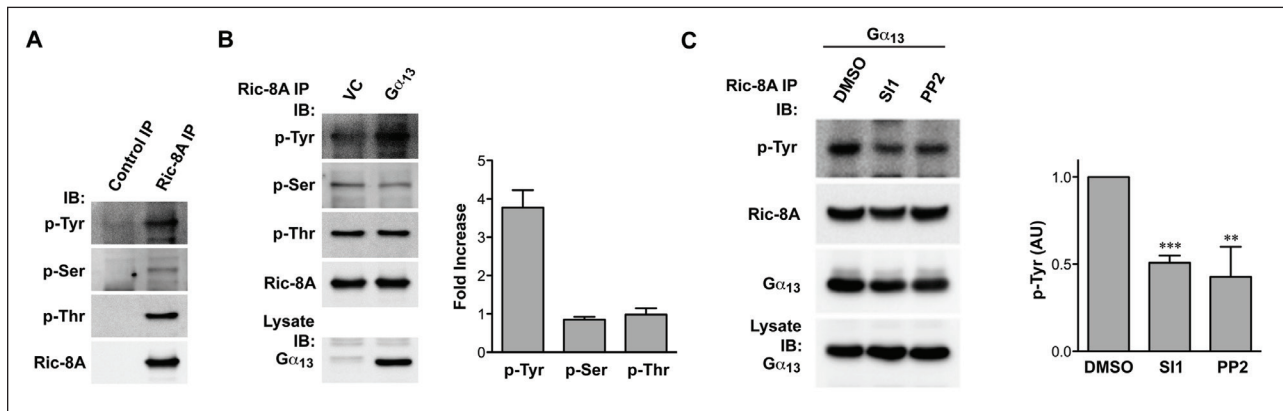 A
Control IP
Ric-8A IP
IB:
p-Tyr
p-Ser
p-Thr
Ric-8A
B
Ric-8A IP
VC
Gα13
IB:
p-Tyr
p-Ser
p-Thr
Ric-8A
Lysate
IB:
Gα13
Fold Increase
5
4
3
2
1
0
p-Tyr p-Ser p-Thr
C
Gα13
Ric-8A IP
DMSO
SI1
PP2
IB:
p-Tyr
Ric-8A
Gα13
Lysate
IB:
Gα13
p-Tyr (AU)
1.0
0.5
0.0
***
**
DMSO SI1 PP2